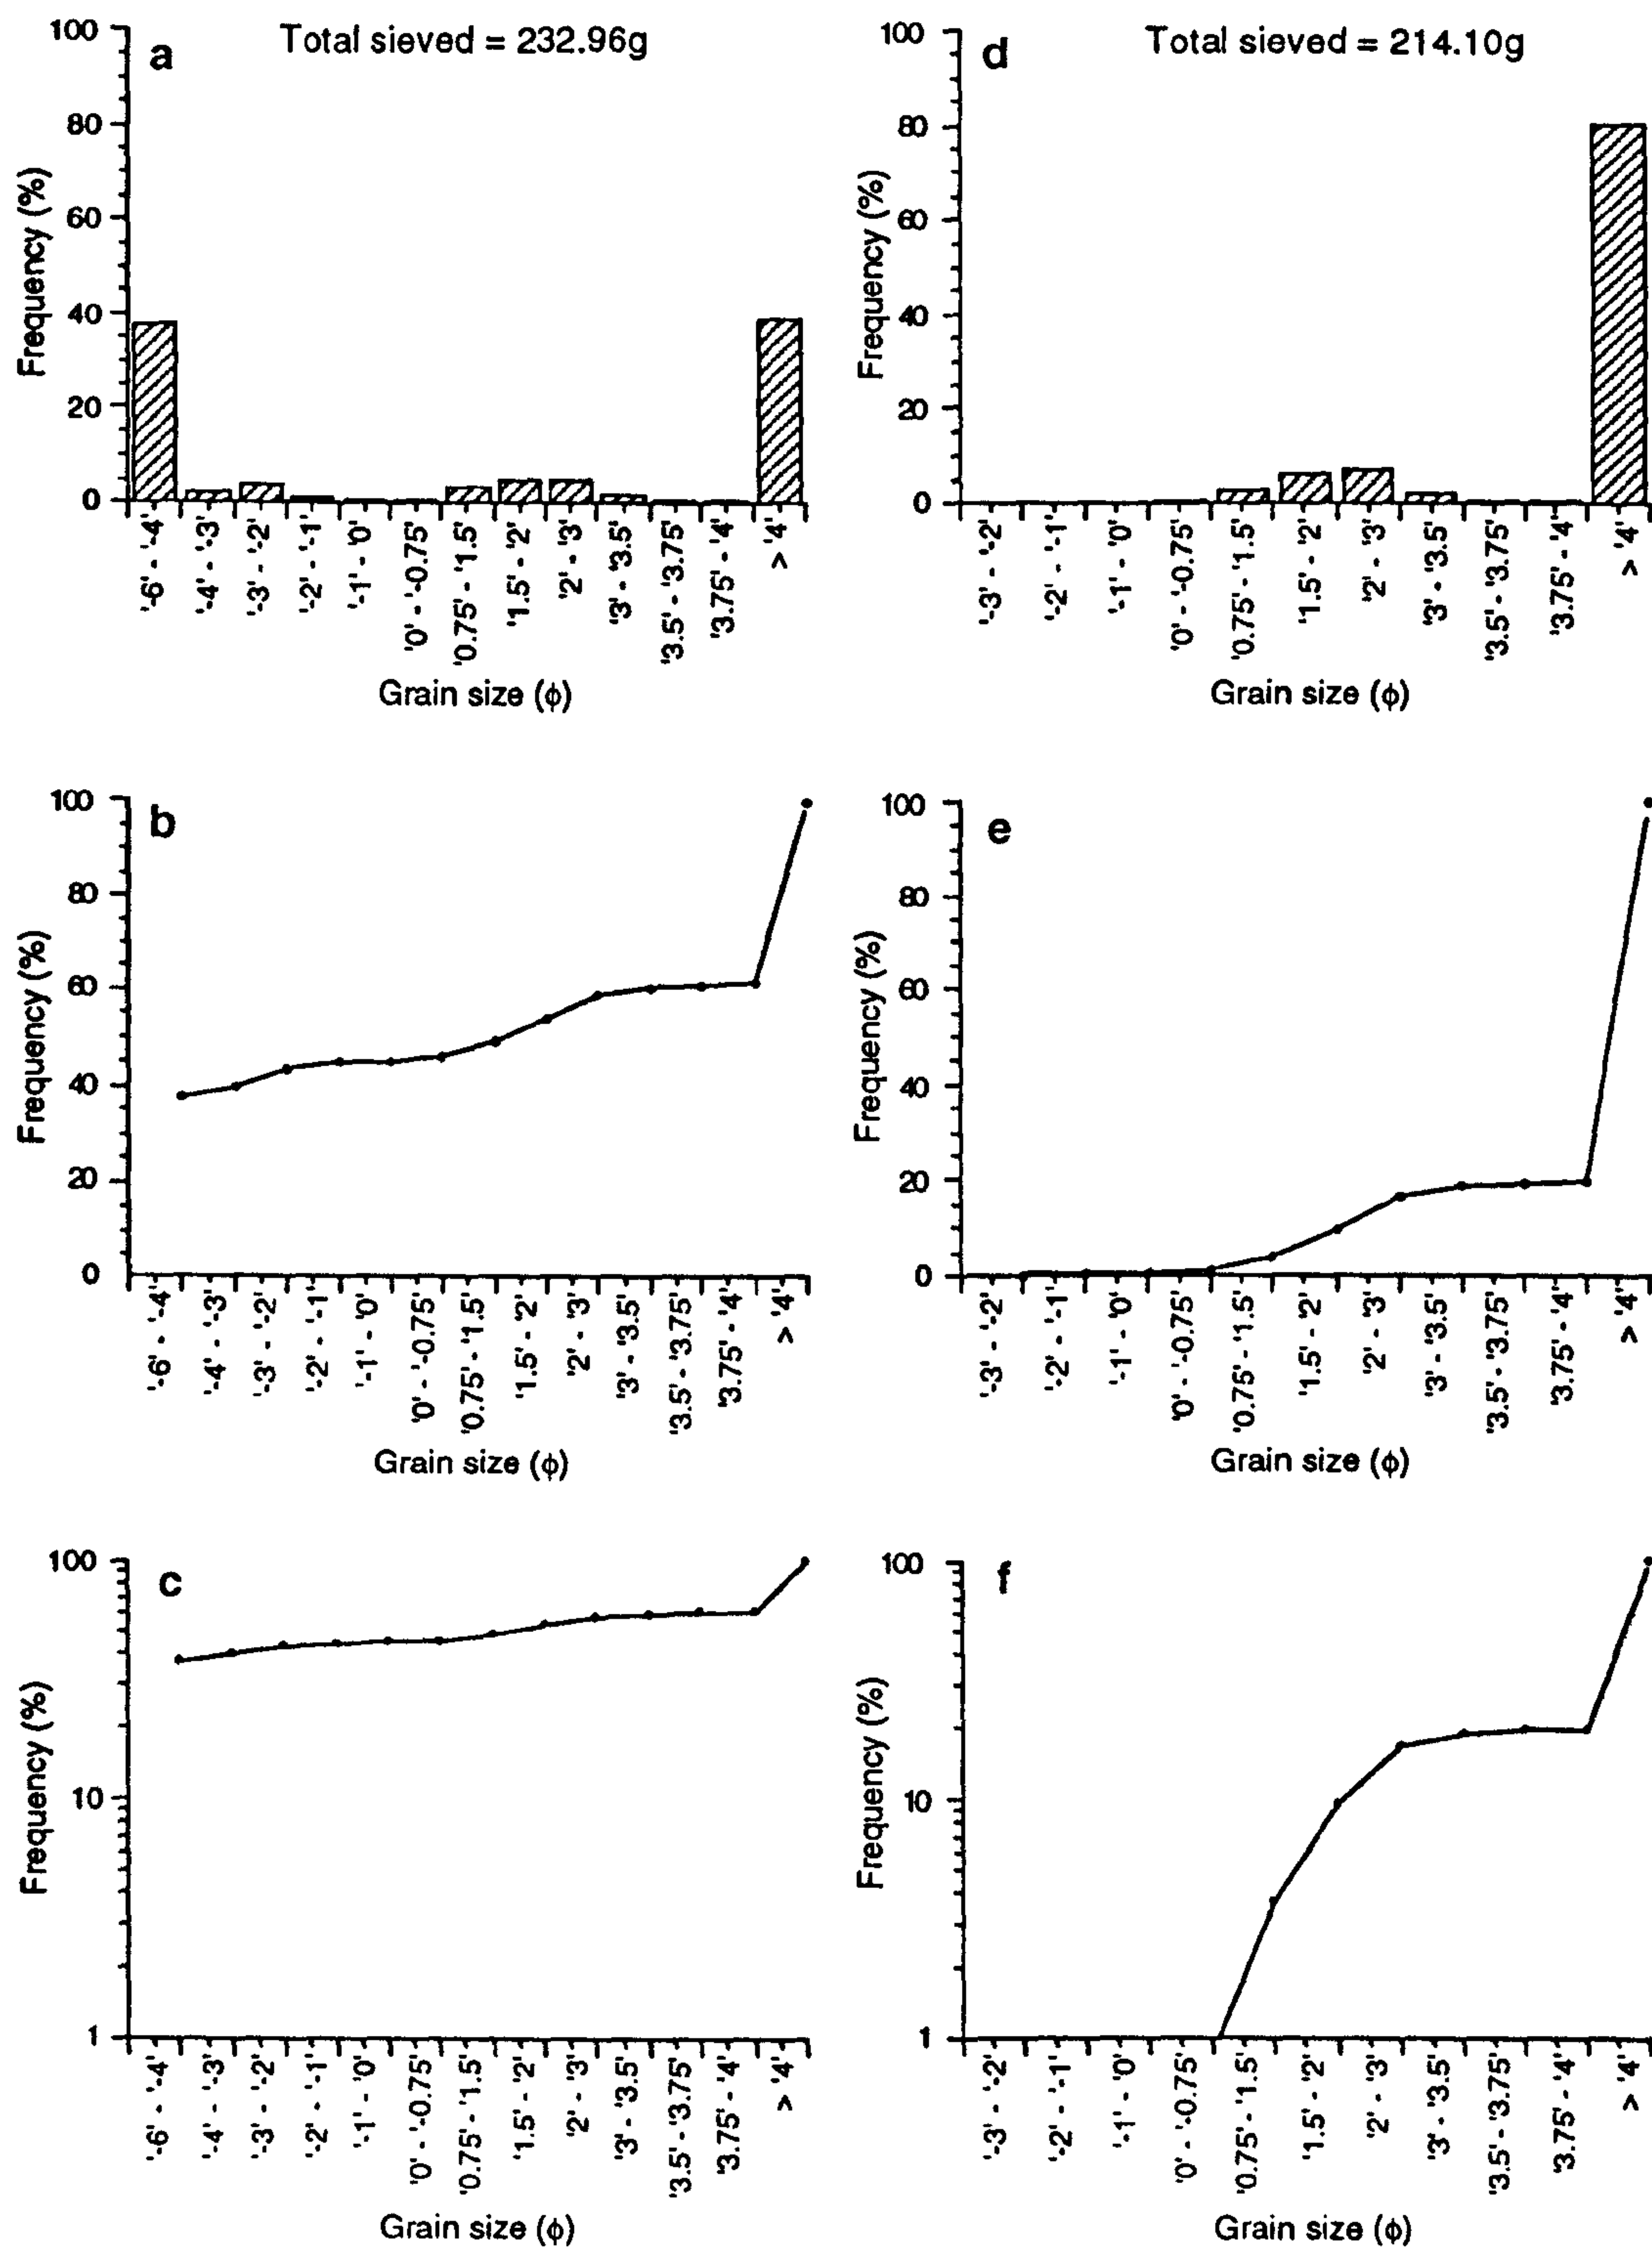 a Total sieved = 232.96g
Frequency (%)
100
80
60
40
20
0
'-6' - '-4'
'-4' - '-3'
'-3' - '-2'
'-2' - '-1'
'-1' - '0'
'0' - '-0.75'
'0.75' - '1.5'
'1.5' - '2'
'2' - '3'
'3' - '3.5'
'3.5' - '3.75'
'3.75' - '4'
> '4'
Grain size (ϕ)
d Total sieved = 214.10g
Frequency (%)
100
80
60
40
20
0
'-3' - '-2'
'-2' - '-1'
'-1' - '0'
'0' - '-0.75'
'0.75' - '1.5'
'1.5' - '2'
'2' - '3'
'3' - '3.5'
'3.5' - '3.75'
'3.75' - '4'
> '4'
Grain size (ϕ)
b
Frequency (%)
100
80
60
40
20
0
'-6' - '-4'
'-4' - '-3'
'-3' - '-2'
'-2' - '-1'
'-1' - '0'
'0' - '-0.75'
'0.75' - '1.5'
'1.5' - '2'
'2' - '3'
'3' - '3.5'
'3.5' - '3.75'
'3.75' - '4'
> '4'
Grain size (ϕ)
e
Frequency (%)
100
80
60
40
20
0
'-3' - '-2'
'-2' - '-1'
'-1' - '0'
'0' - '-0.75'
'0.75' - '1.5'
'1.5' - '2'
'2' - '3'
'3' - '3.5'
'3.5' - '3.75'
'3.75' - '4'
> '4'
Grain size (ϕ)
c
Frequency (%)
100
10
1
'-6' - '-4'
'-4' - '-3'
'-3' - '-2'
'-2' - '-1'
'-1' - '0'
'0' - '-0.75'
'0.75' - '1.5'
'1.5' - '2'
'2' - '3'
'3' - '3.5'
'3.5' - '3.75'
'3.75' - '4'
> '4'
Grain size (ϕ)
f
Frequency (%)
100
10
1
'-3' - '-2'
'-2' - '-1'
'-1' - '0'
'0' - '-0.75'
'0.75' - '1.5'
'1.5' - '2'
'2' - '3'
'3' - '3.5'
'3.5' - '3.75'
'3.75' - '4'
> '4'
Grain size (ϕ)